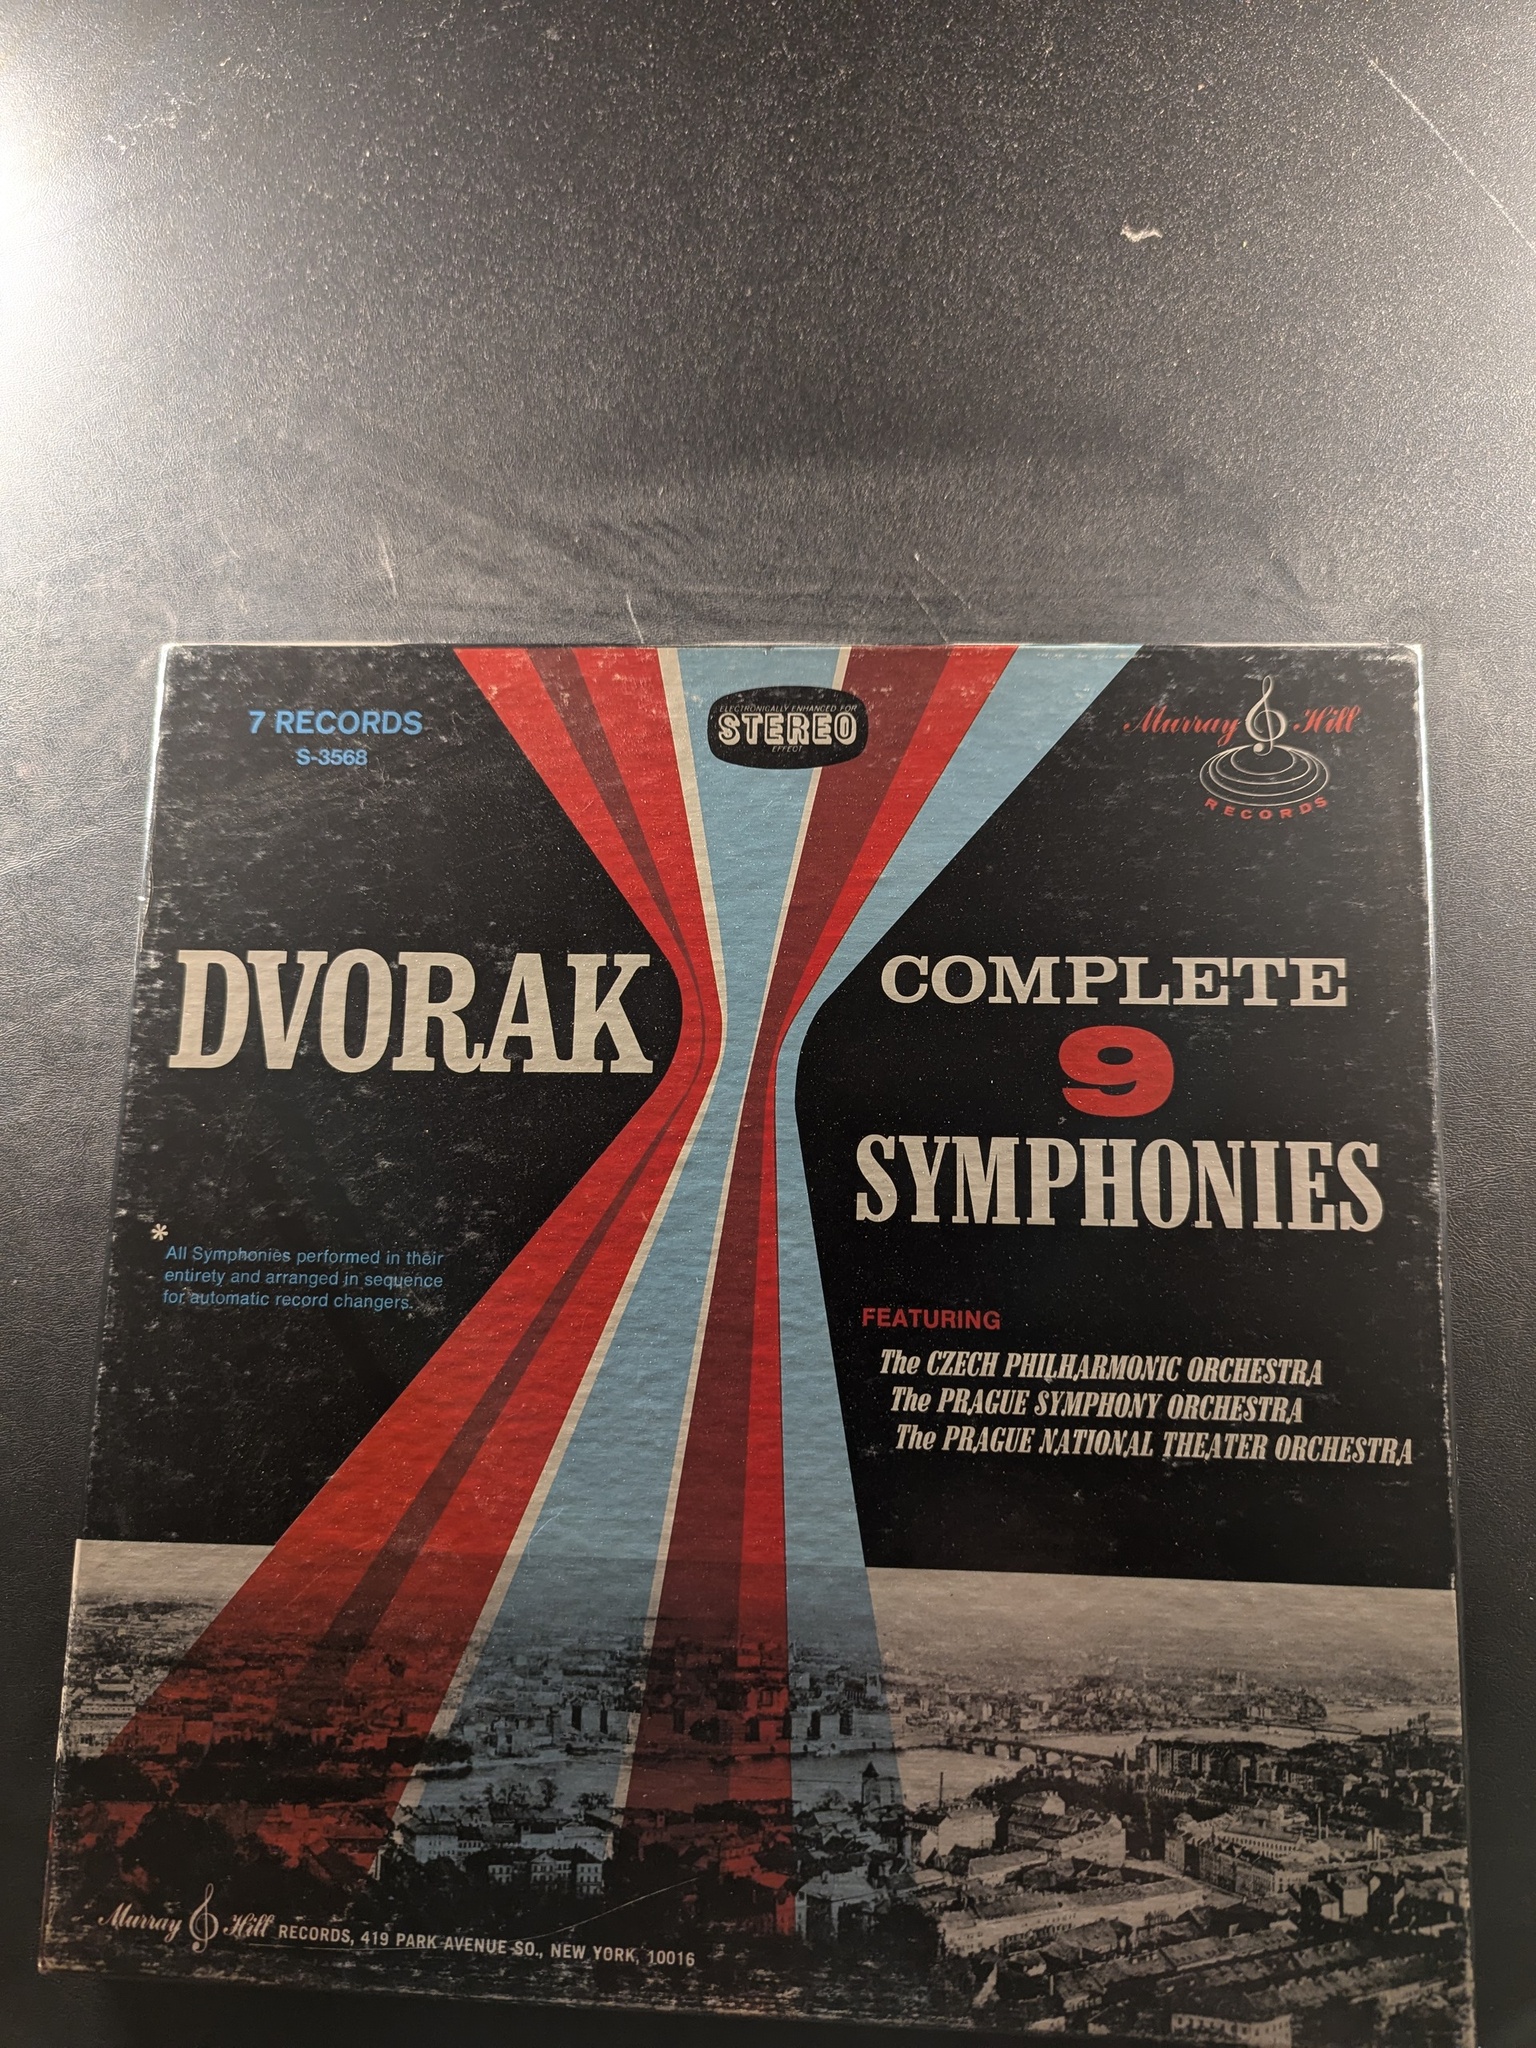 7 RECORDS
S-3568
ELECTRONICALLY ENHANCED FOR
STEREO
EFFECT
Murray Hill
RECORDS
DVORAK
COMPLETE
9
SYMPHONIES
*
All Symphonies performed in their
entirety and arranged in sequence
for automatic record changers.
FEATURING
The CZECH PHILHARMONIC ORCHESTRA
The PRAGUE SYMPHONY ORCHESTRA
The PRAGUE NATIONAL THEATER ORCHESTRA
Murray Hill RECORDS, 419 PARK AVENUE SO., NEW YORK, 10016